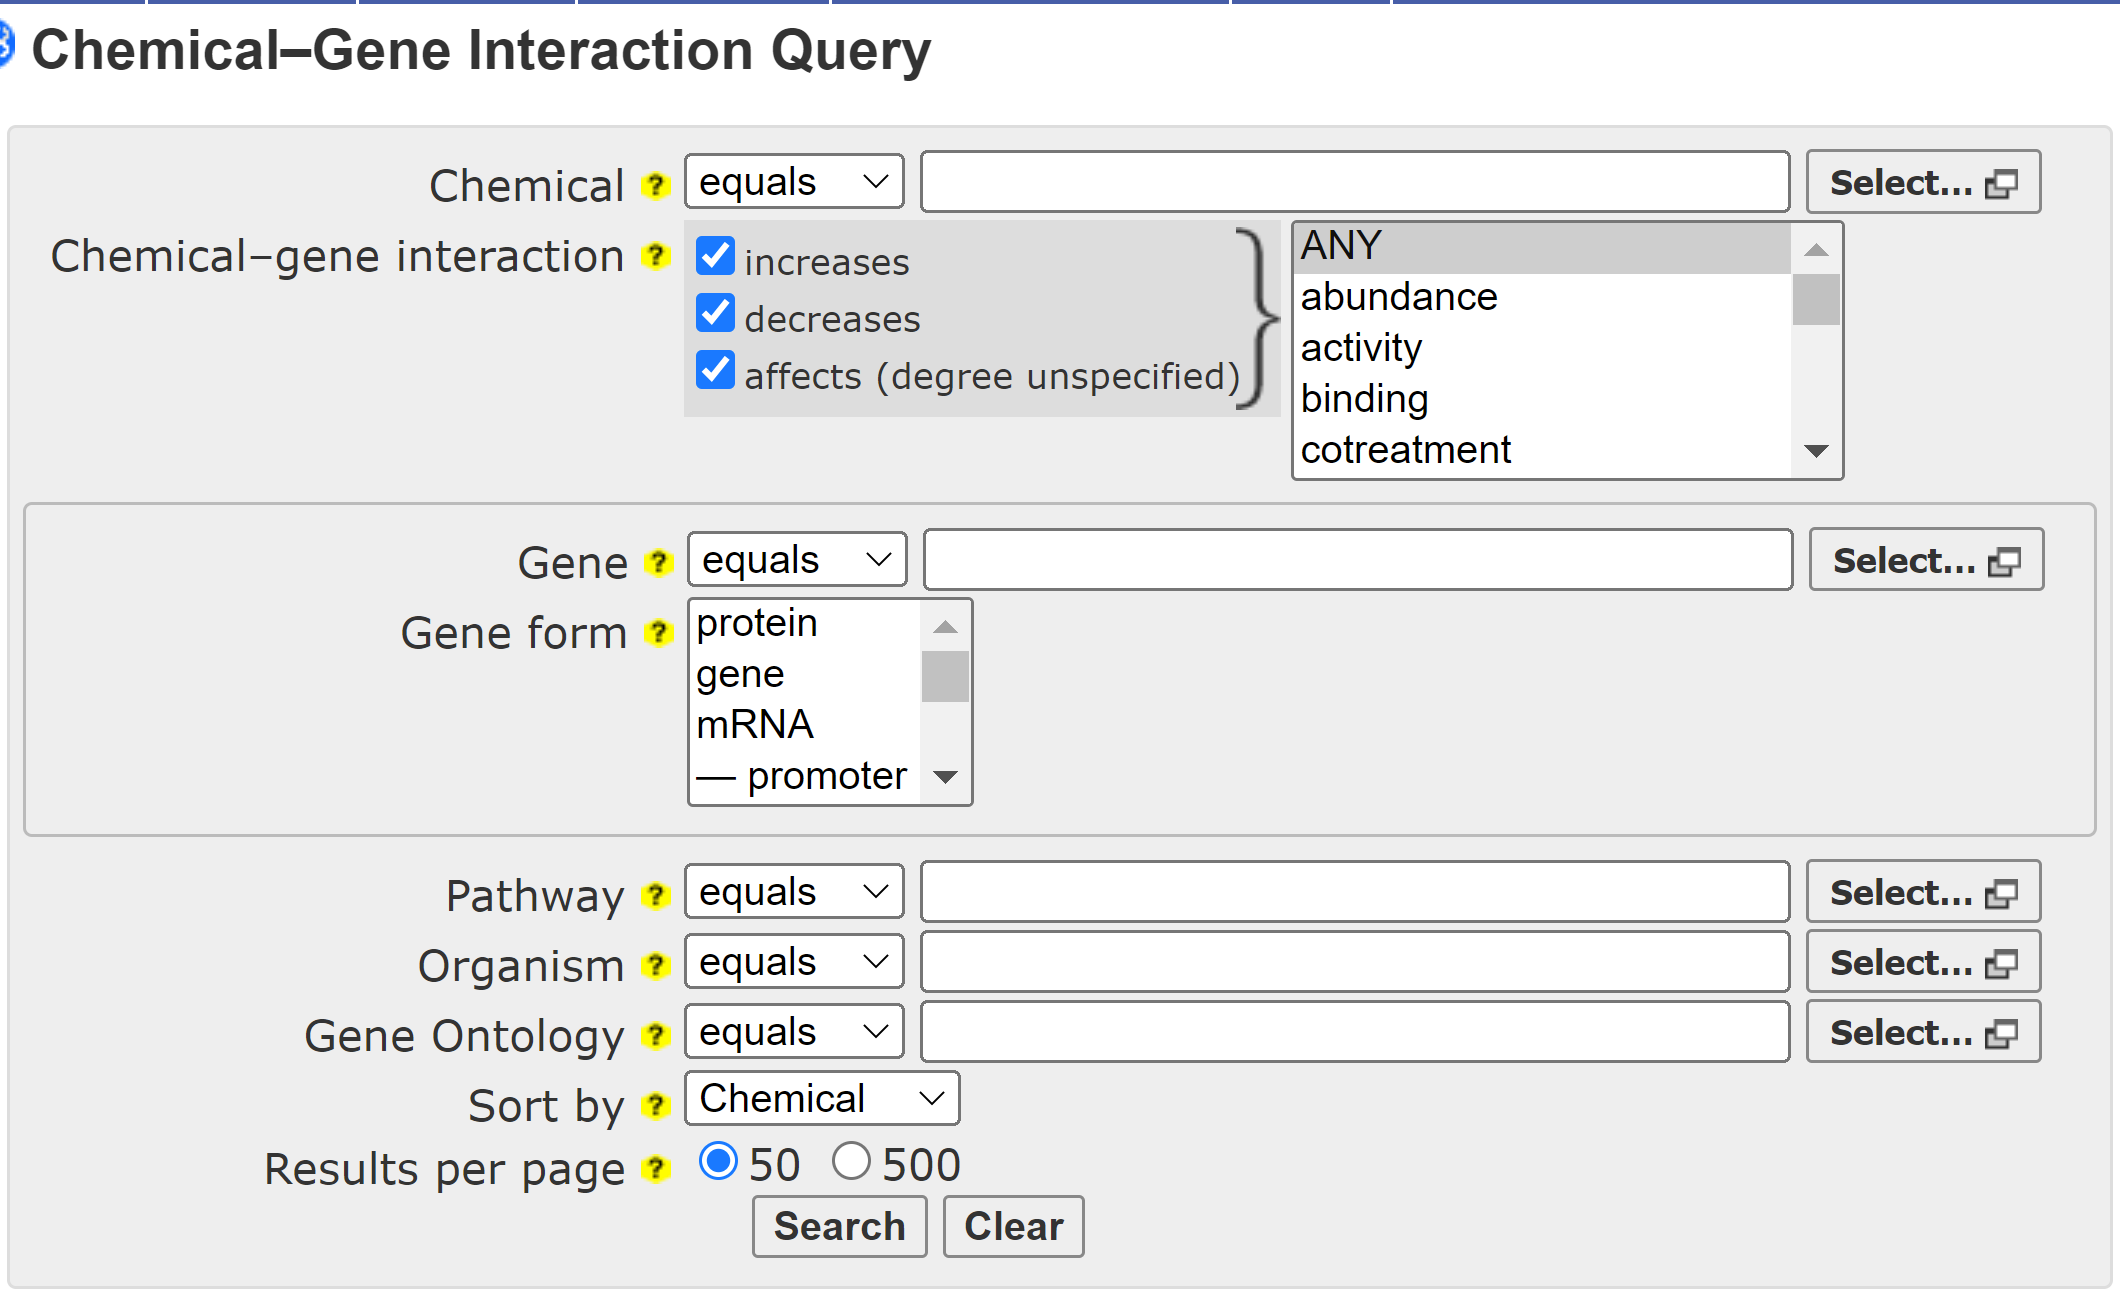 Chemical–Gene Interaction Query
Chemical ? equals Select...
Chemical–gene interaction ? increases
decreases
affects (degree unspecified)
ANY
abundance
activity
binding
cotreatment
Gene ? equals Select...
Gene form ? protein
gene
mRNA
— promoter
Pathway ? equals Select...
Organism ? equals Select...
Gene Ontology ? equals Select...
Sort by ? Chemical
Results per page ? 50 500
Search Clear